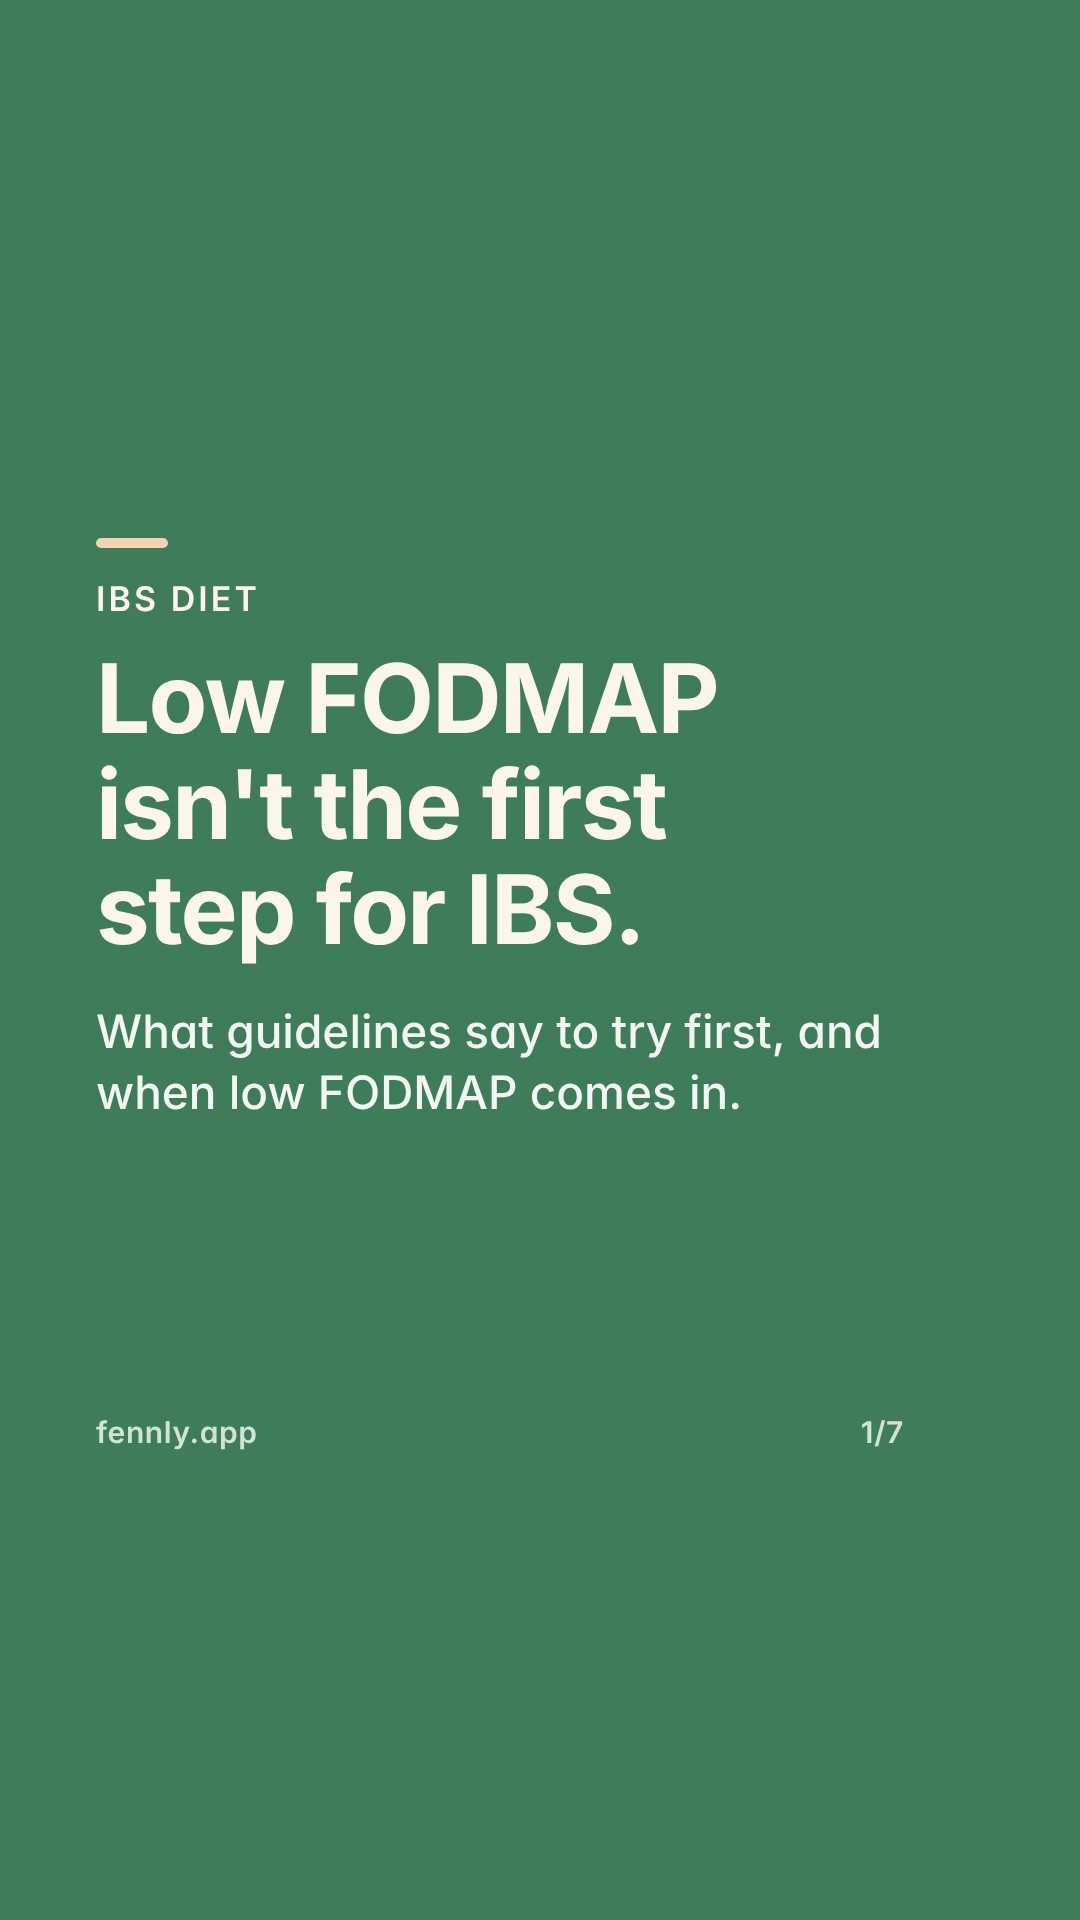 IBS DIET
Low FODMAP
isn't the first
step for IBS.
What guidelines say to try first, and
when low FODMAP comes in.
fennly.app
1/7